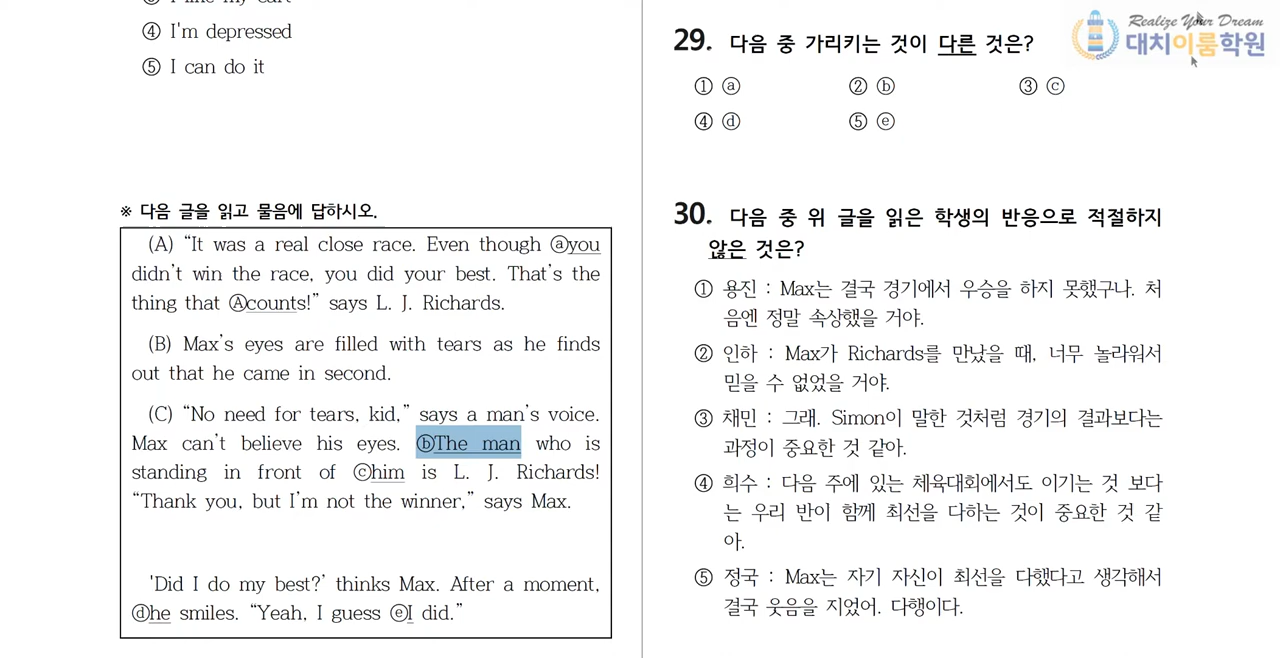 ④ I'm depressed
⑤ I can do it
※ 다음 글을 읽고 물음에 답하시오.
(A) “It was a real close race. Even though ⓐyou
didn't win the race, you did your best. That's the
thing that Ⓐcounts!” says L. J. Richards.
(B) Max's eyes are filled with tears as he finds
out that he came in second.
(C) “No need for tears, kid,” says a man's voice.
Max can't believe his eyes. ⓑThe man who is
standing in front of ⓒhim is L. J. Richards!
“Thank you, but I'm not the winner,” says Max.
'Did I do my best?' thinks Max. After a moment,
ⓓhe smiles. “Yeah, I guess ⓔI did.”
Realize Your Dream
대치이룸학원
29. 다음 중 가리키는 것이 다른 것은?
① ⓐ ② ⓑ ③ ⓒ
④ ⓓ ⑤ ⓔ
30. 다음 중 위 글을 읽은 학생의 반응으로 적절하지
않은 것은?
① 용진 : Max는 결국 경기에서 우승을 하지 못했구나. 처
음엔 정말 속상했을 거야.
② 인하 : Max가 Richards를 만났을 때, 너무 놀라워서
믿을 수 없었을 거야.
③ 채민 : 그래. Simon이 말한 것처럼 경기의 결과보다는
과정이 중요한 것 같아.
④ 희수 : 다음 주에 있는 체육대회에서도 이기는 것 보다
는 우리 반이 함께 최선을 다하는 것이 중요한 것 같
아.
⑤ 정국 : Max는 자기 자신이 최선을 다했다고 생각해서
결국 웃음을 지었어. 다행이다.